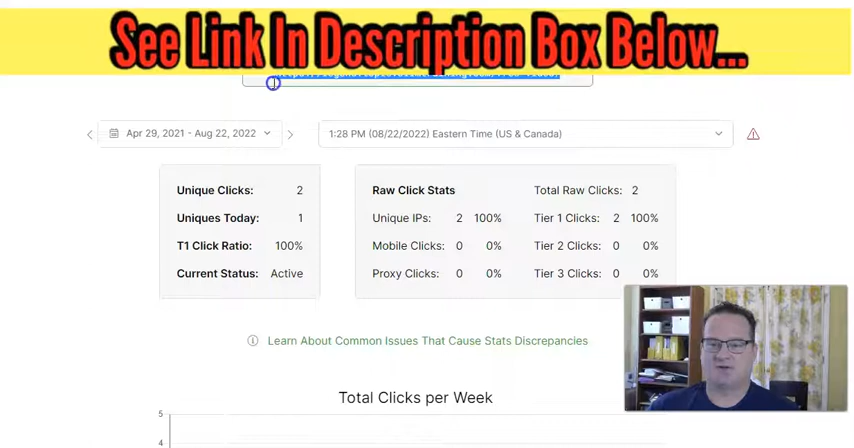 See Link In Description Box Below...
Apr 29, 2021 - Aug 22, 2022
1:28 PM (08/22/2022) Eastern Time (US & Canada)
Unique Clicks: 2
Uniques Today: 1
T1 Click Ratio: 100%
Current Status: Active
Raw Click Stats Total Raw Clicks: 2
Unique IPs: 2 100% Tier 1 Clicks: 2 100%
Mobile Clicks: 0 0% Tier 2 Clicks: 0 0%
Proxy Clicks: 0 0% Tier 3 Clicks: 0 0%
Learn About Common Issues That Cause Stats Discrepancies
Total Clicks per Week
5
4